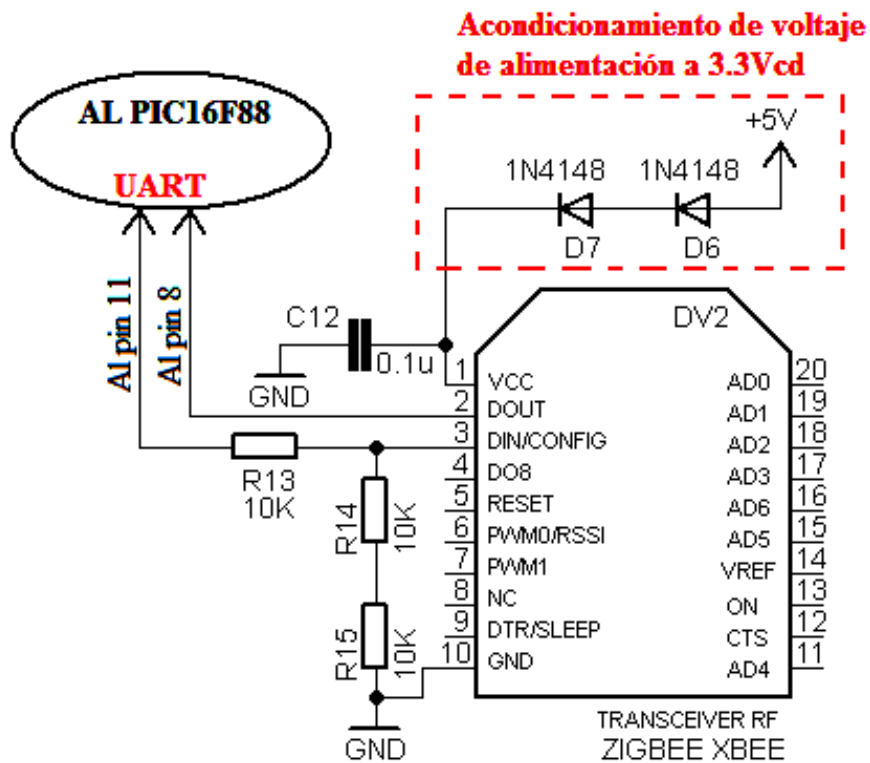 Acondicionamiento de voltaje
de alimentación a 3.3Vcd
AL PIC16F88
UART
+5V
1N4148
1N4148
D7
D6
Al pin 11
Al pin 8
C12
0.1u
GND
DV2
1
VCC
2
DOUT
3
DIN/CONFIG
4
DO8
5
RESET
6
PWM0/RSSI
7
PWM1
8
NC
9
DTR/SLEEP
10
GND
AD0
20
AD1
19
AD2
18
AD3
17
AD6
16
AD5
15
VREF
14
ON
13
CTS
12
AD4
11
R13
10K
R14
10K
R15
10K
GND
TRANSCEIVER RF
ZIGBEE XBEE